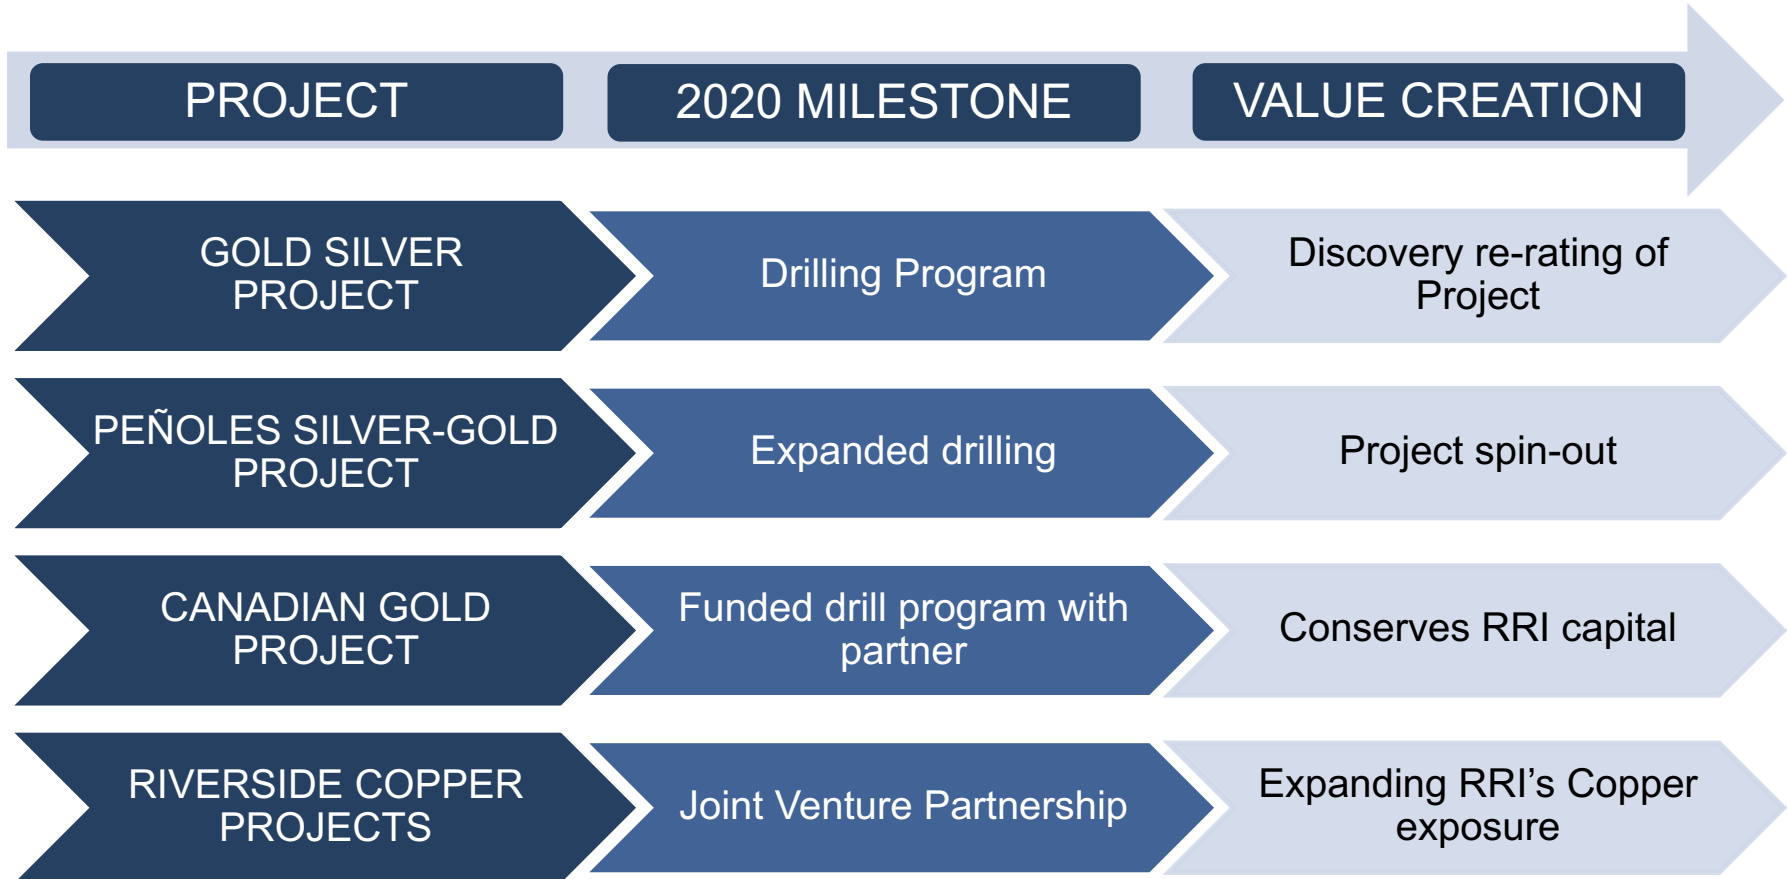 PROJECT
2020 MILESTONE
VALUE CREATION
GOLD SILVER
PROJECT
Drilling Program
Discovery re-rating of
Project
PEÑOLES SILVER-GOLD
PROJECT
Expanded drilling
Project spin-out
CANADIAN GOLD
PROJECT
Funded drill program with
partner
Conserves RRI capital
RIVERSIDE COPPER
PROJECTS
Joint Venture Partnership
Expanding RRI’s Copper
exposure